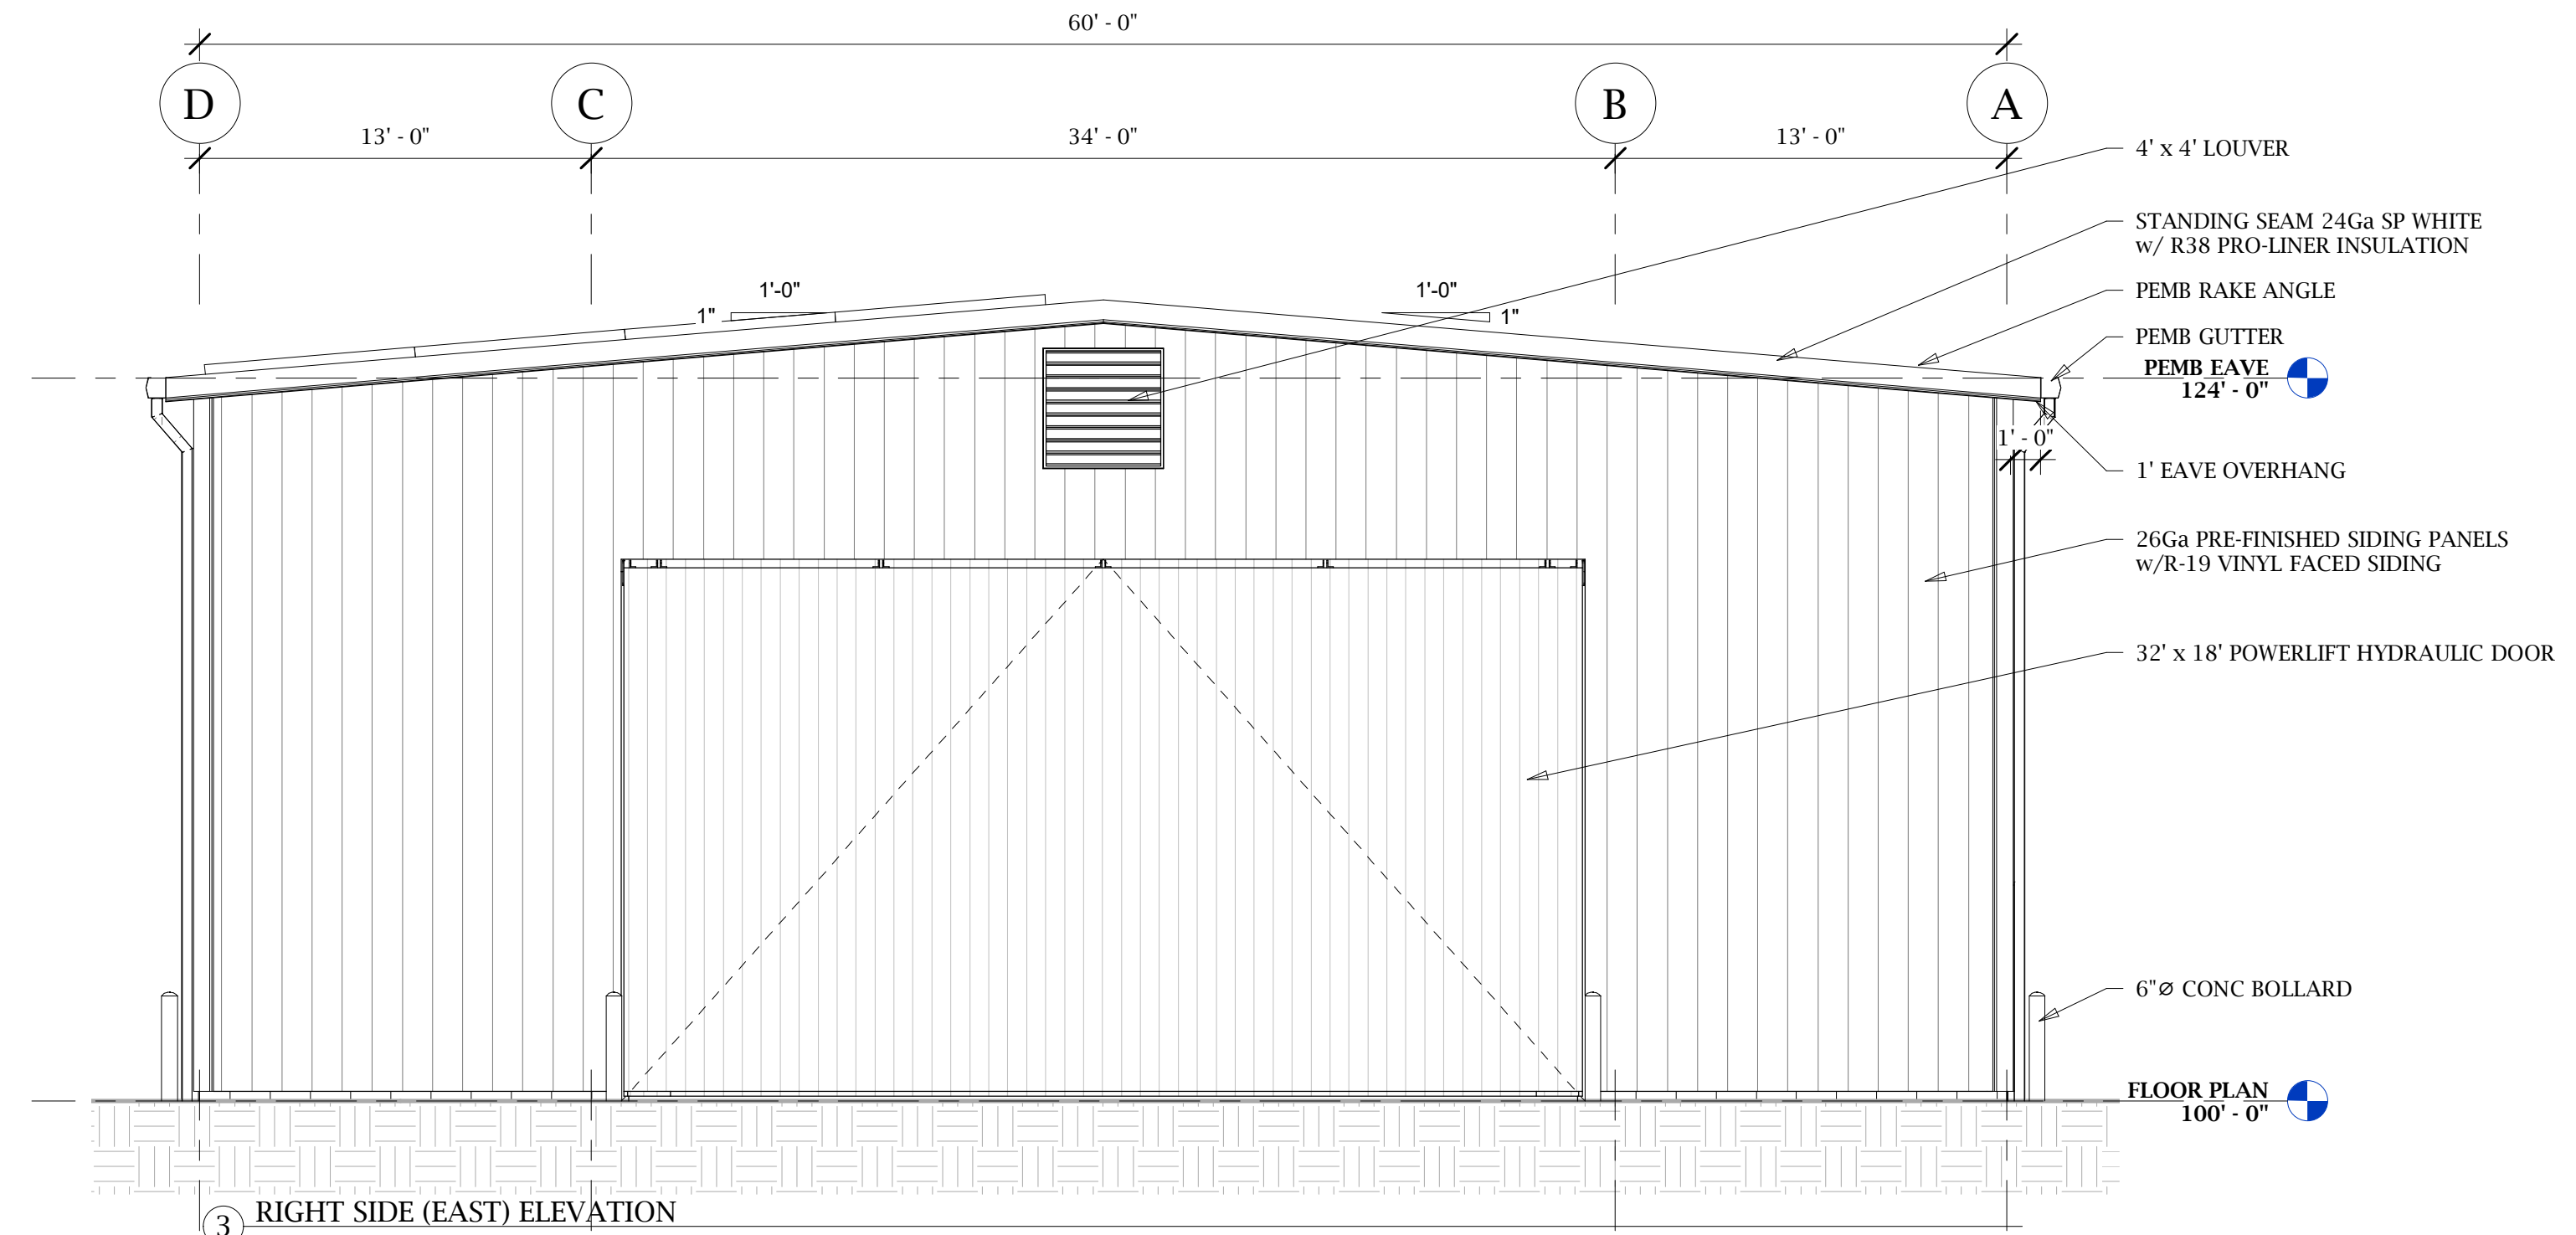 60' - 0"
D
C
B
A
13' - 0"
34' - 0"
13' - 0"
4' x 4' LOUVER
STANDING SEAM 24Ga SP WHITE
w/ R38 PRO-LINER INSULATION
PEMB RAKE ANGLE
PEMB GUTTER
PEMB EAVE
124' - 0"
1'-0"
1"
1'-0"
1"
1' - 0"
1' EAVE OVERHANG
26Ga PRE-FINISHED SIDING PANELS
w/R-19 VINYL FACED SIDING
32' x 18' POWERLIFT HYDRAULIC DOOR
6"⌀ CONC BOLLARD
FLOOR PLAN
100' - 0"
3
RIGHT SIDE (EAST) ELEVATION